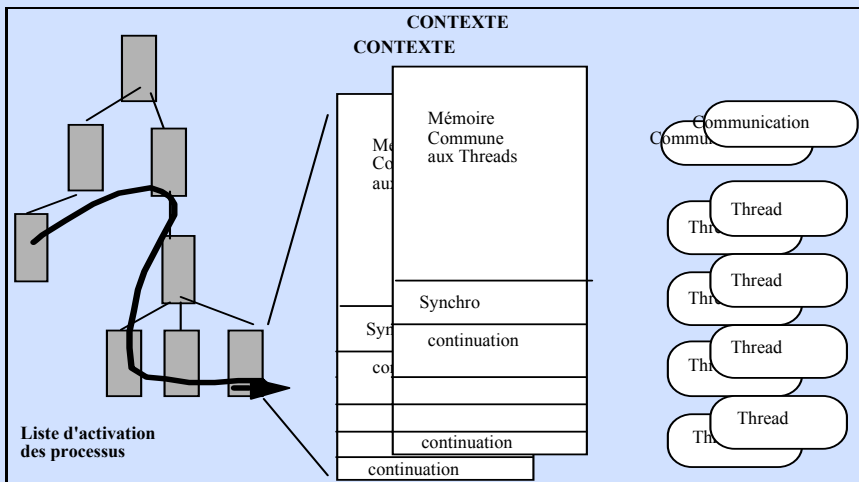 CONTEXTE
CONTEXTE
Mémoire
Commune
aux Threads
Synchro
continuation
continuation
continuation
Communication
Thread
Thread
Thread
Thread
Liste d'activation
des processus